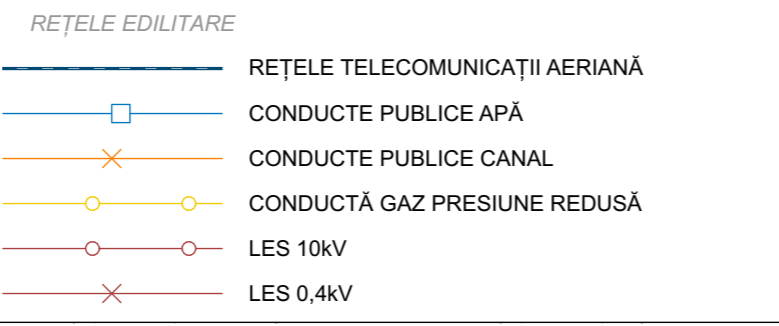 REȚELE EDILITARE
REȚELE TELECOMUNICAȚII AERIANĂ
CONDUCTE PUBLICE APĂ
CONDUCTE PUBLICE CANAL
CONDUCTĂ GAZ PRESIUNE REDUSĂ
LES 10kV
LES 0,4kV